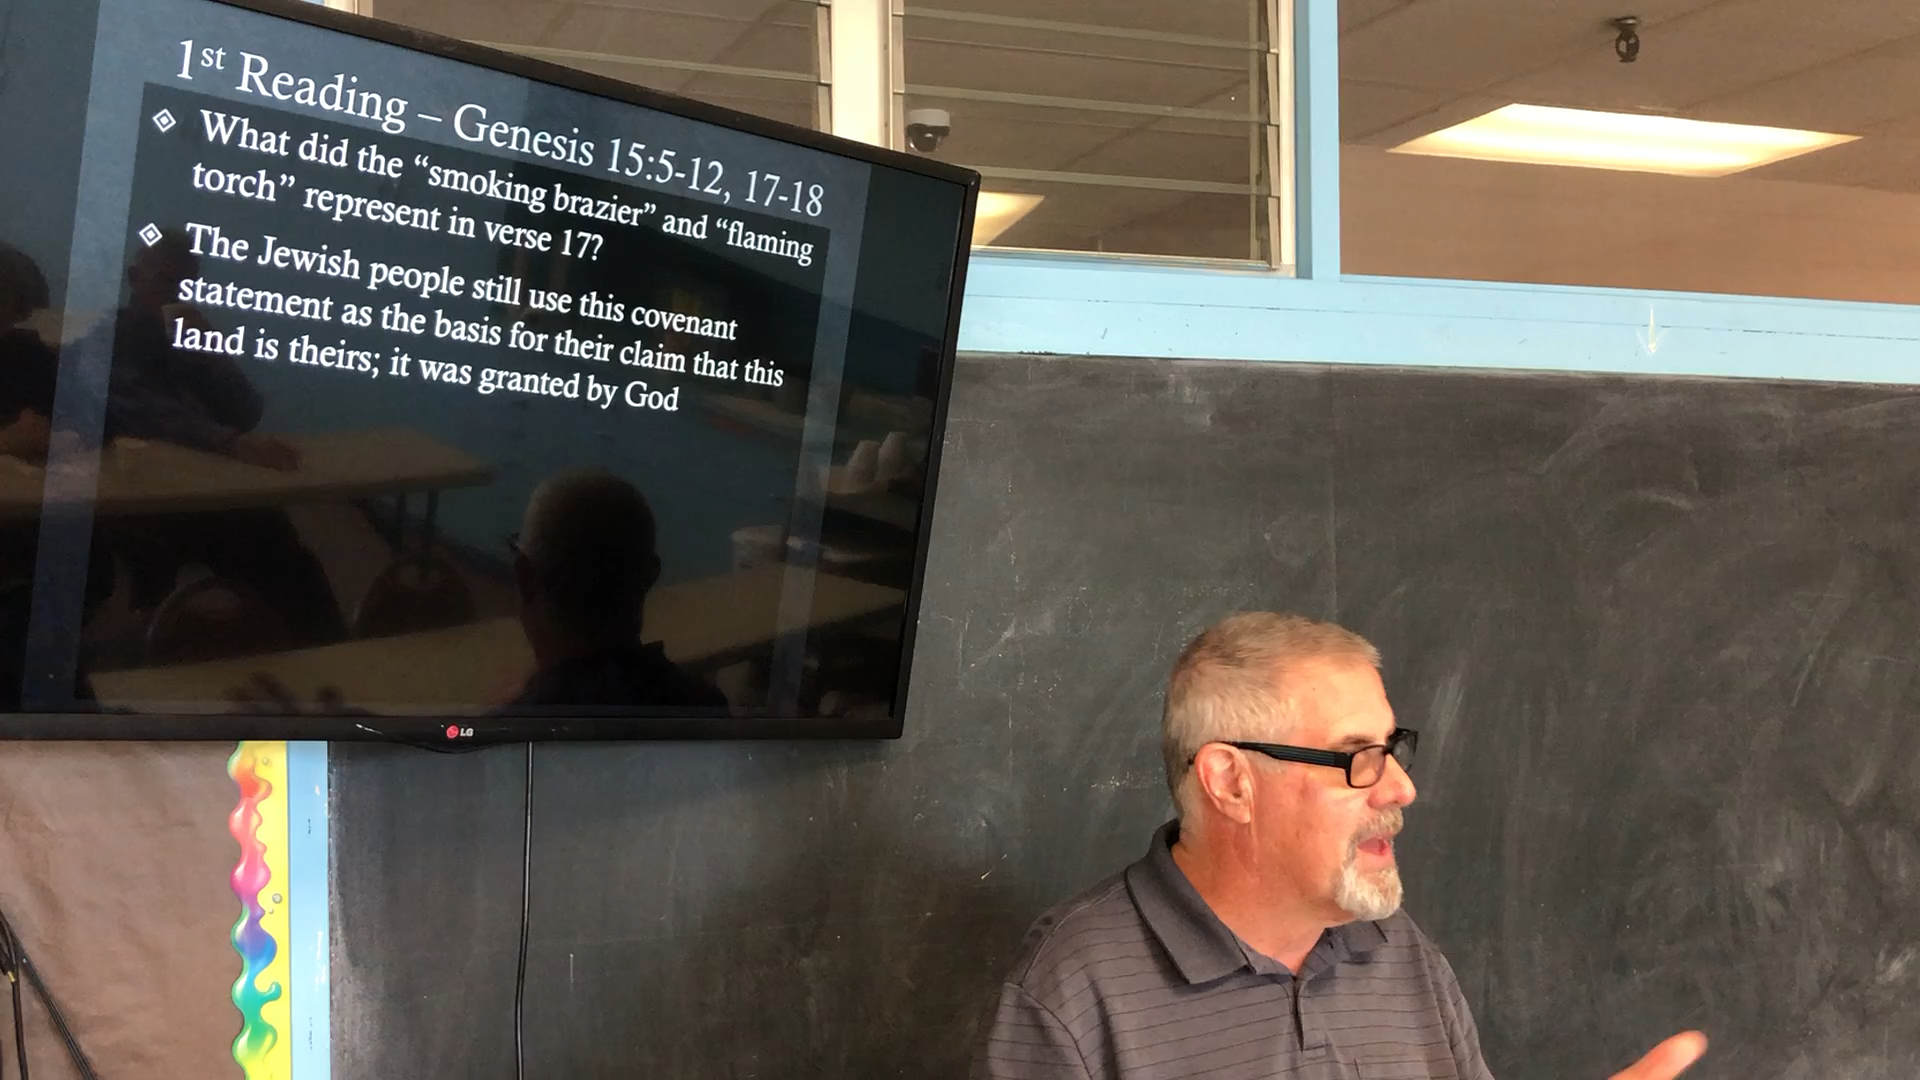 1st Reading – Genesis 15:5-12, 17-18
What did the “smoking brazier” and “flaming
torch” represent in verse 17?
The Jewish people still use this covenant
statement as the basis for their claim that this
land is theirs; it was granted by God
LG